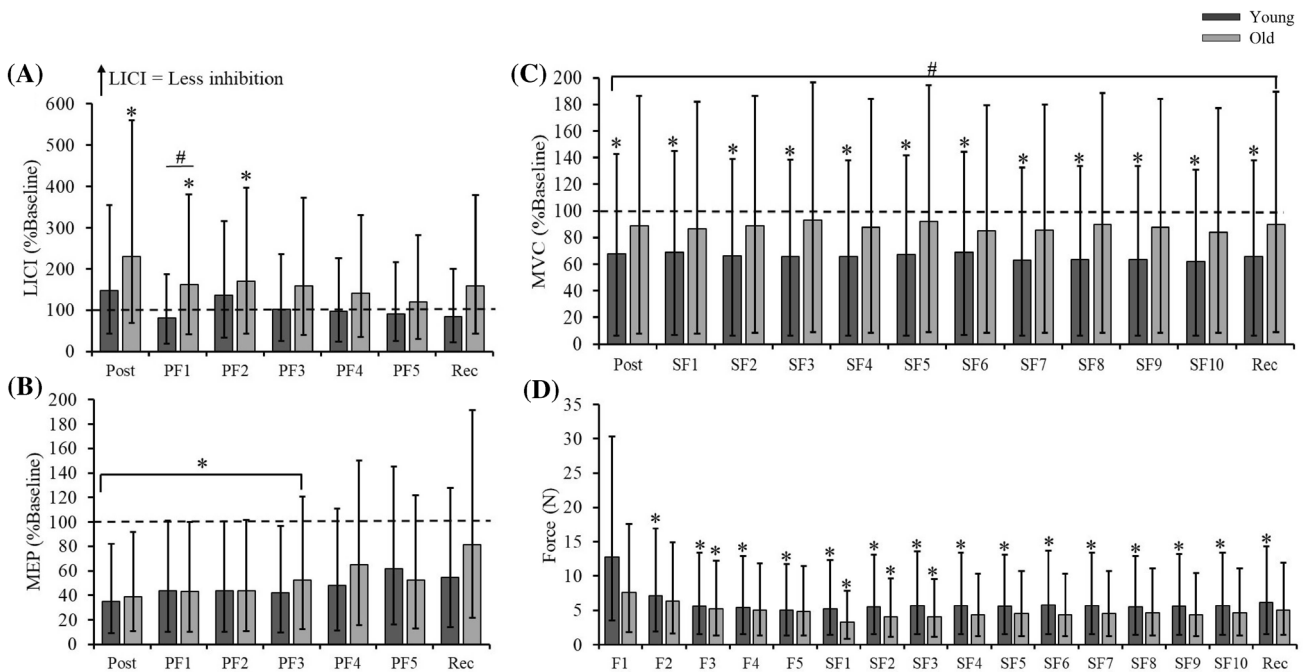 Young
Old
(A)
LICI = Less inhibition
LICI (%Baseline)
600
500
400
300
200
100
0
*
#
*
*
Post PF1 PF2 PF3 PF4 PF5 Rec
(B)
MEP (%Baseline)
200
180
160
140
120
100
80
60
40
20
0
*
Post PF1 PF2 PF3 PF4 PF5 Rec
(C)
MVC (%Baseline)
200
180
160
140
120
100
80
60
40
20
0
#
* * * * * * * * * * * *
Post SF1 SF2 SF3 SF4 SF5 SF6 SF7 SF8 SF9 SF10 Rec
(D)
Force (N)
35
30
25
20
15
10
5
0
* * * * * * * * * * * * * * * * * * *
F1 F2 F3 F4 F5 SF1 SF2 SF3 SF4 SF5 SF6 SF7 SF8 SF9 SF10 Rec